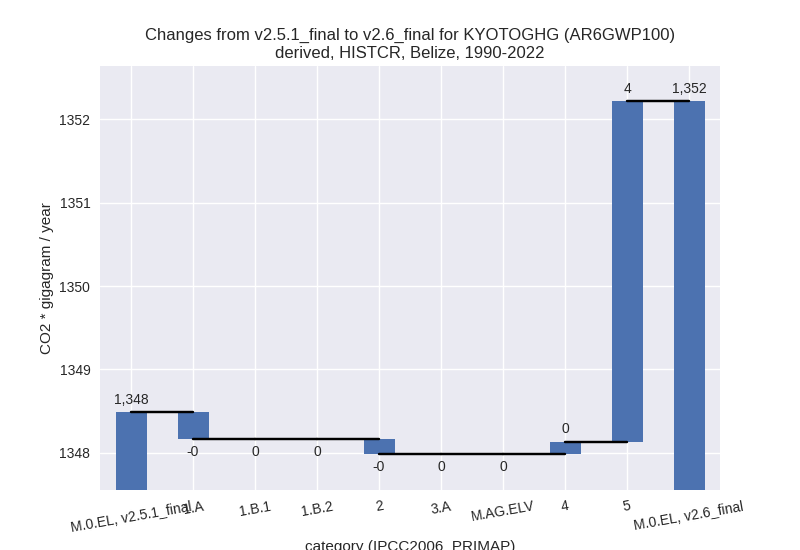 Changes from v2.5.1_final to v2.6_final for KYOTOGHG (AR6GWP100)
derived, HISTCR, Belize, 1990-2022
4
1,352
1352
1351
1350
1349
1348
CO2 * gigagram / year
1,348
0
-0
0
0
-0
0
0
M.0.EL, v2.5.1_final
1.A
1.B.1
1.B.2
2
3.A
M.AG.ELV
4
5
M.0.EL, v2.6_final
category (IPCC2006_PRIMAP)